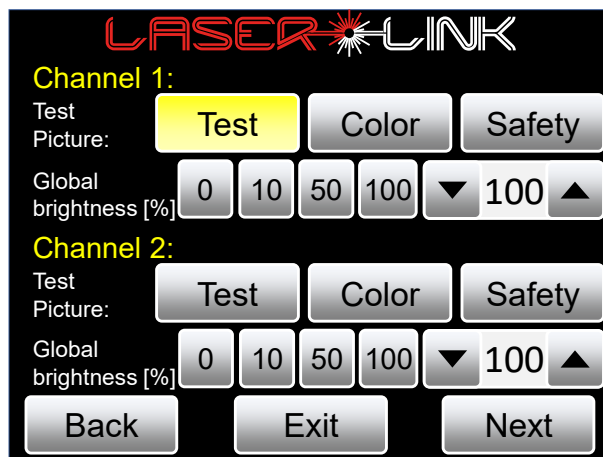 LASER LINK
Channel 1:
Test Picture: Test Color Safety
Global brightness [%] 0 10 50 100 ▼ 100 ▲
Channel 2:
Test Picture: Test Color Safety
Global brightness [%] 0 10 50 100 ▼ 100 ▲
Back Exit Next